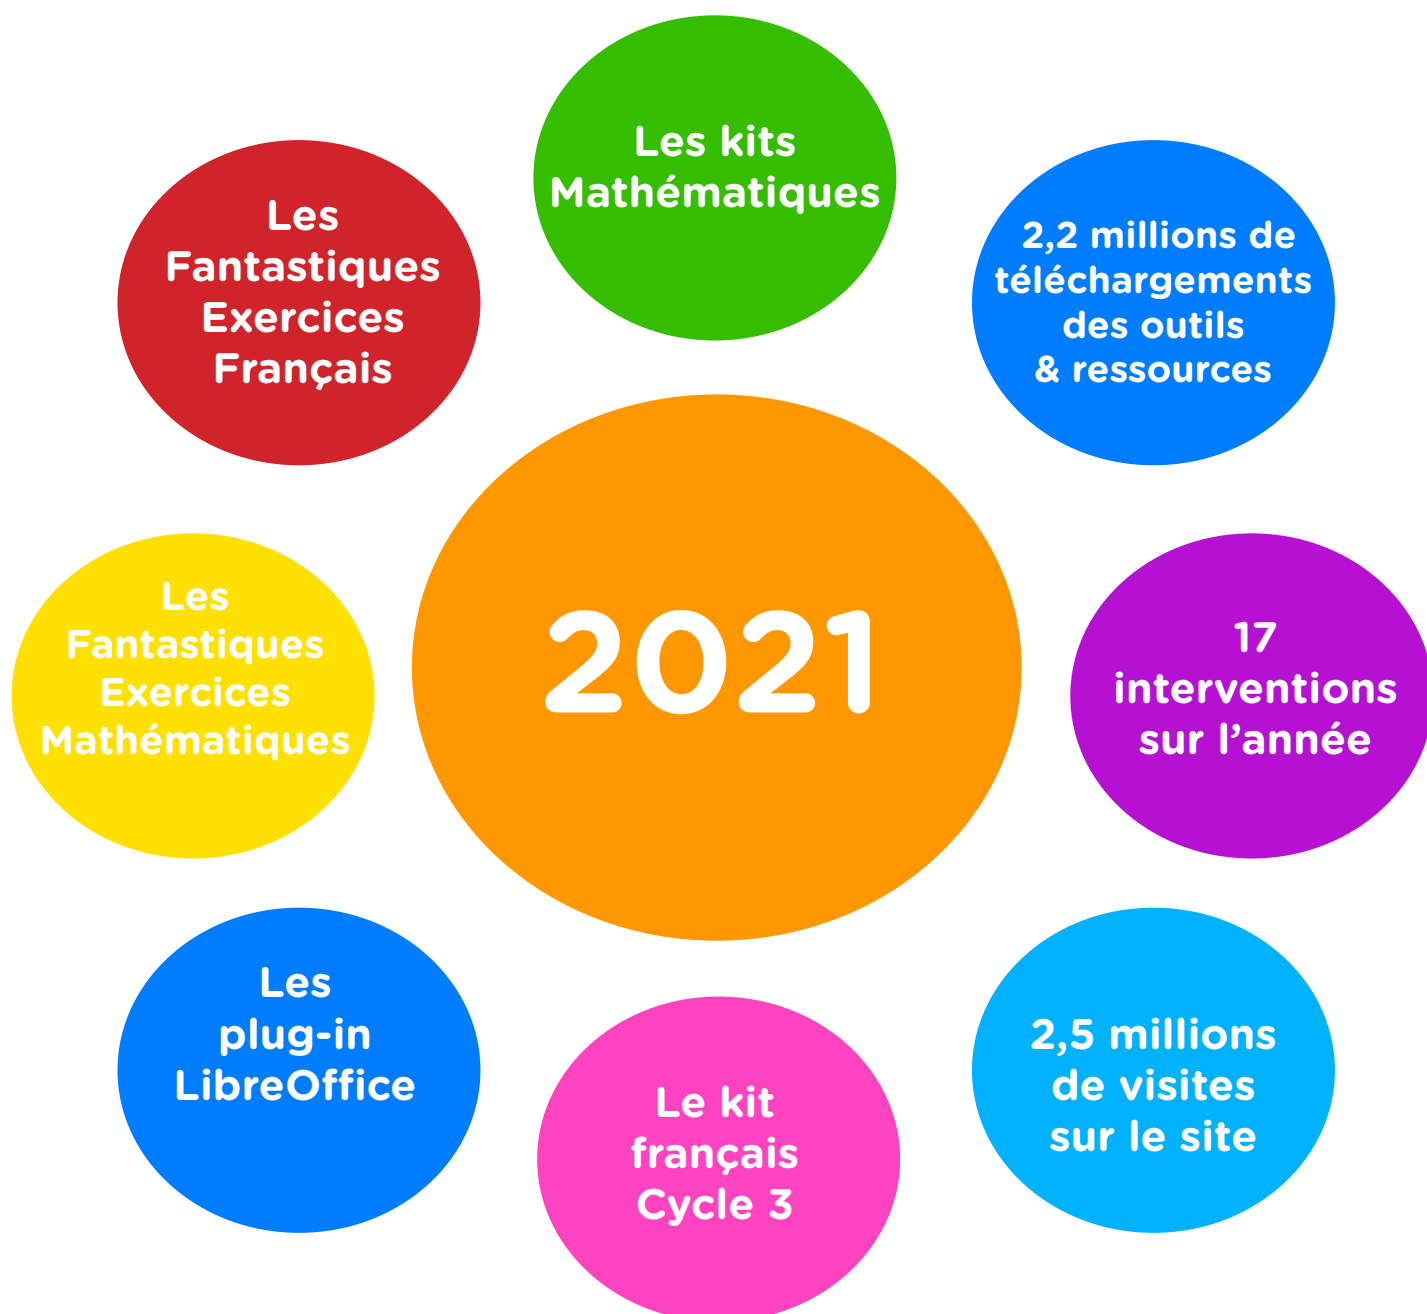 Les kits
Mathématiques
Les
Fantastiques
Exercices
Français
2,2 millions de
téléchargements
des outils
& ressources
Les
Fantastiques
Exercices
Mathématiques
2021
17
interventions
sur l’année
Les
plug-in
LibreOffice
Le kit
français
Cycle 3
2,5 millions
de visites
sur le site